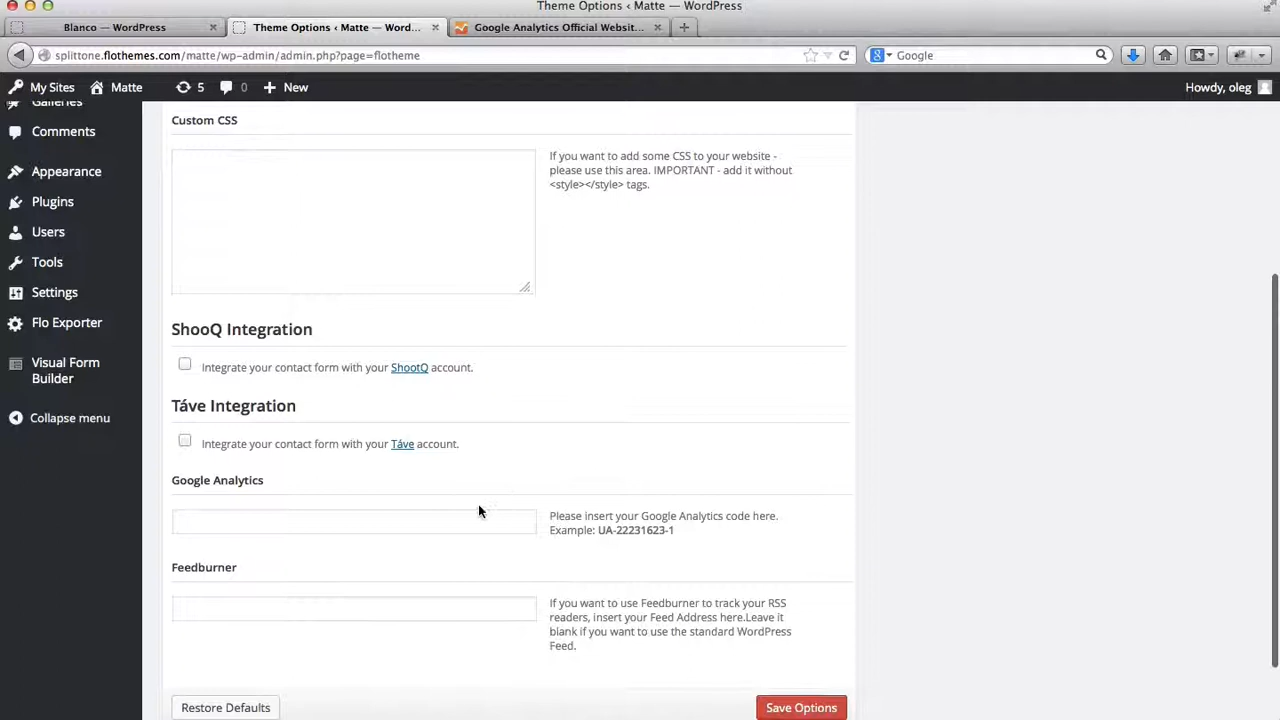 Theme Options ‹ Matte — WordPress
Blanco — WordPress
Theme Options ‹ Matte — Word...
Google Analytics Official Websit...
splittone.flothemes.com/matte/wp-admin/admin.php?page=flotheme
Google
My Sites
Matte
5
0
New
Howdy, oleg
Galleries
Comments
Appearance
Plugins
Users
Tools
Settings
Flo Exporter
Visual Form
Builder
Collapse menu
Custom CSS
If you want to add some CSS to your website -
please use this area. IMPORTANT - add it without
<style></style> tags.
ShooQ Integration
Integrate your contact form with your ShootQ account.
Táve Integration
Integrate your contact form with your Táve account.
Google Analytics
Please insert your Google Analytics code here.
Example: UA-22231623-1
Feedburner
If you want to use Feedburner to track your RSS
readers, insert your Feed Address here.Leave it
blank if you want to use the standard WordPress
Feed.
Restore Defaults
Save Options